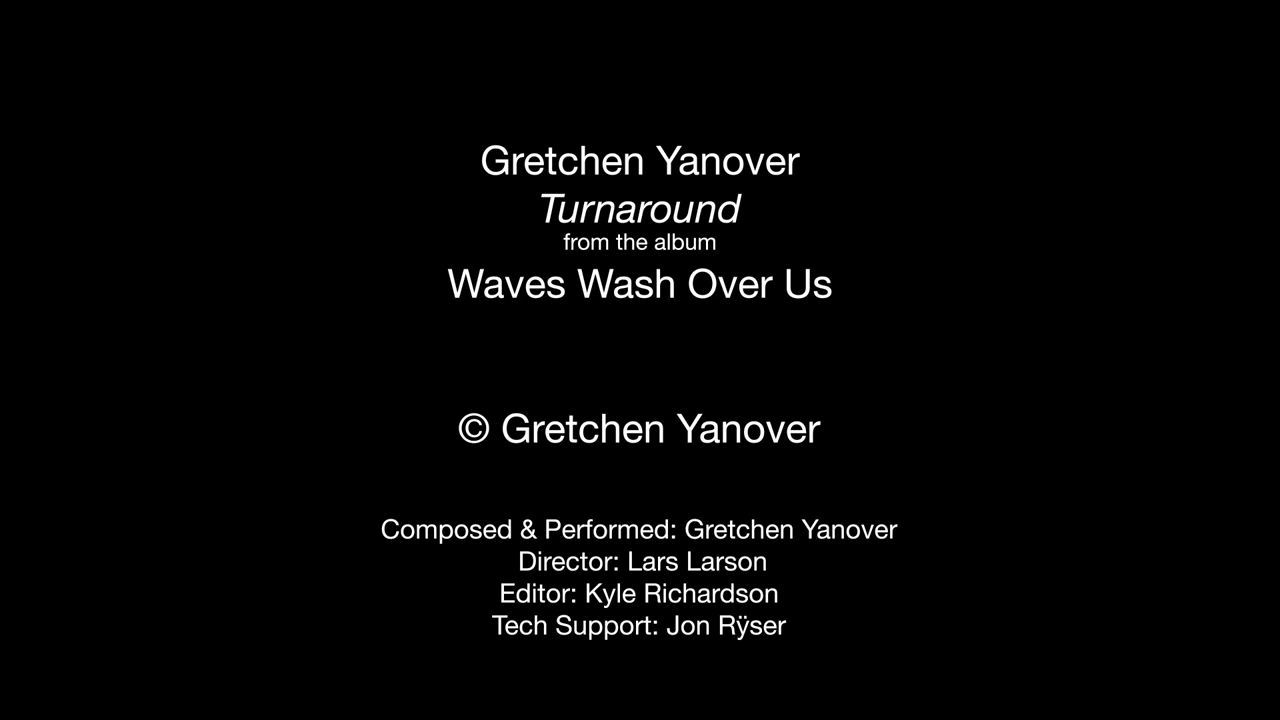 Gretchen Yanover
Turnaround
from the album
Waves Wash Over Us
© Gretchen Yanover
Composed & Performed: Gretchen Yanover
Director: Lars Larson
Editor: Kyle Richardson
Tech Support: Jon Rÿser